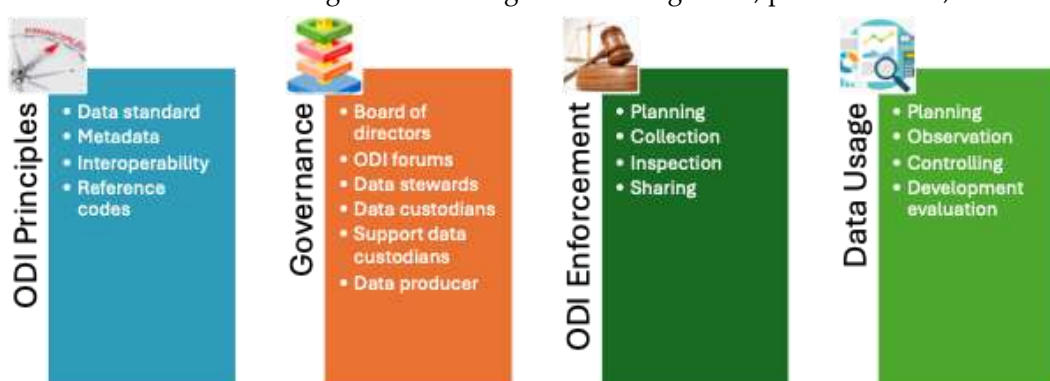 ODI Principles
• Data standard
• Metadata
• Interoperability
• Reference
codes
Governance
• Board of
directors
• ODI forums
• Data stewards
• Data custodians
• Support data
custodians
• Data producer
ODI Enforcement
• Planning
• Collection
• Inspection
• Sharing
Data Usage
• Planning
• Observation
• Controlling
• Development
evaluation